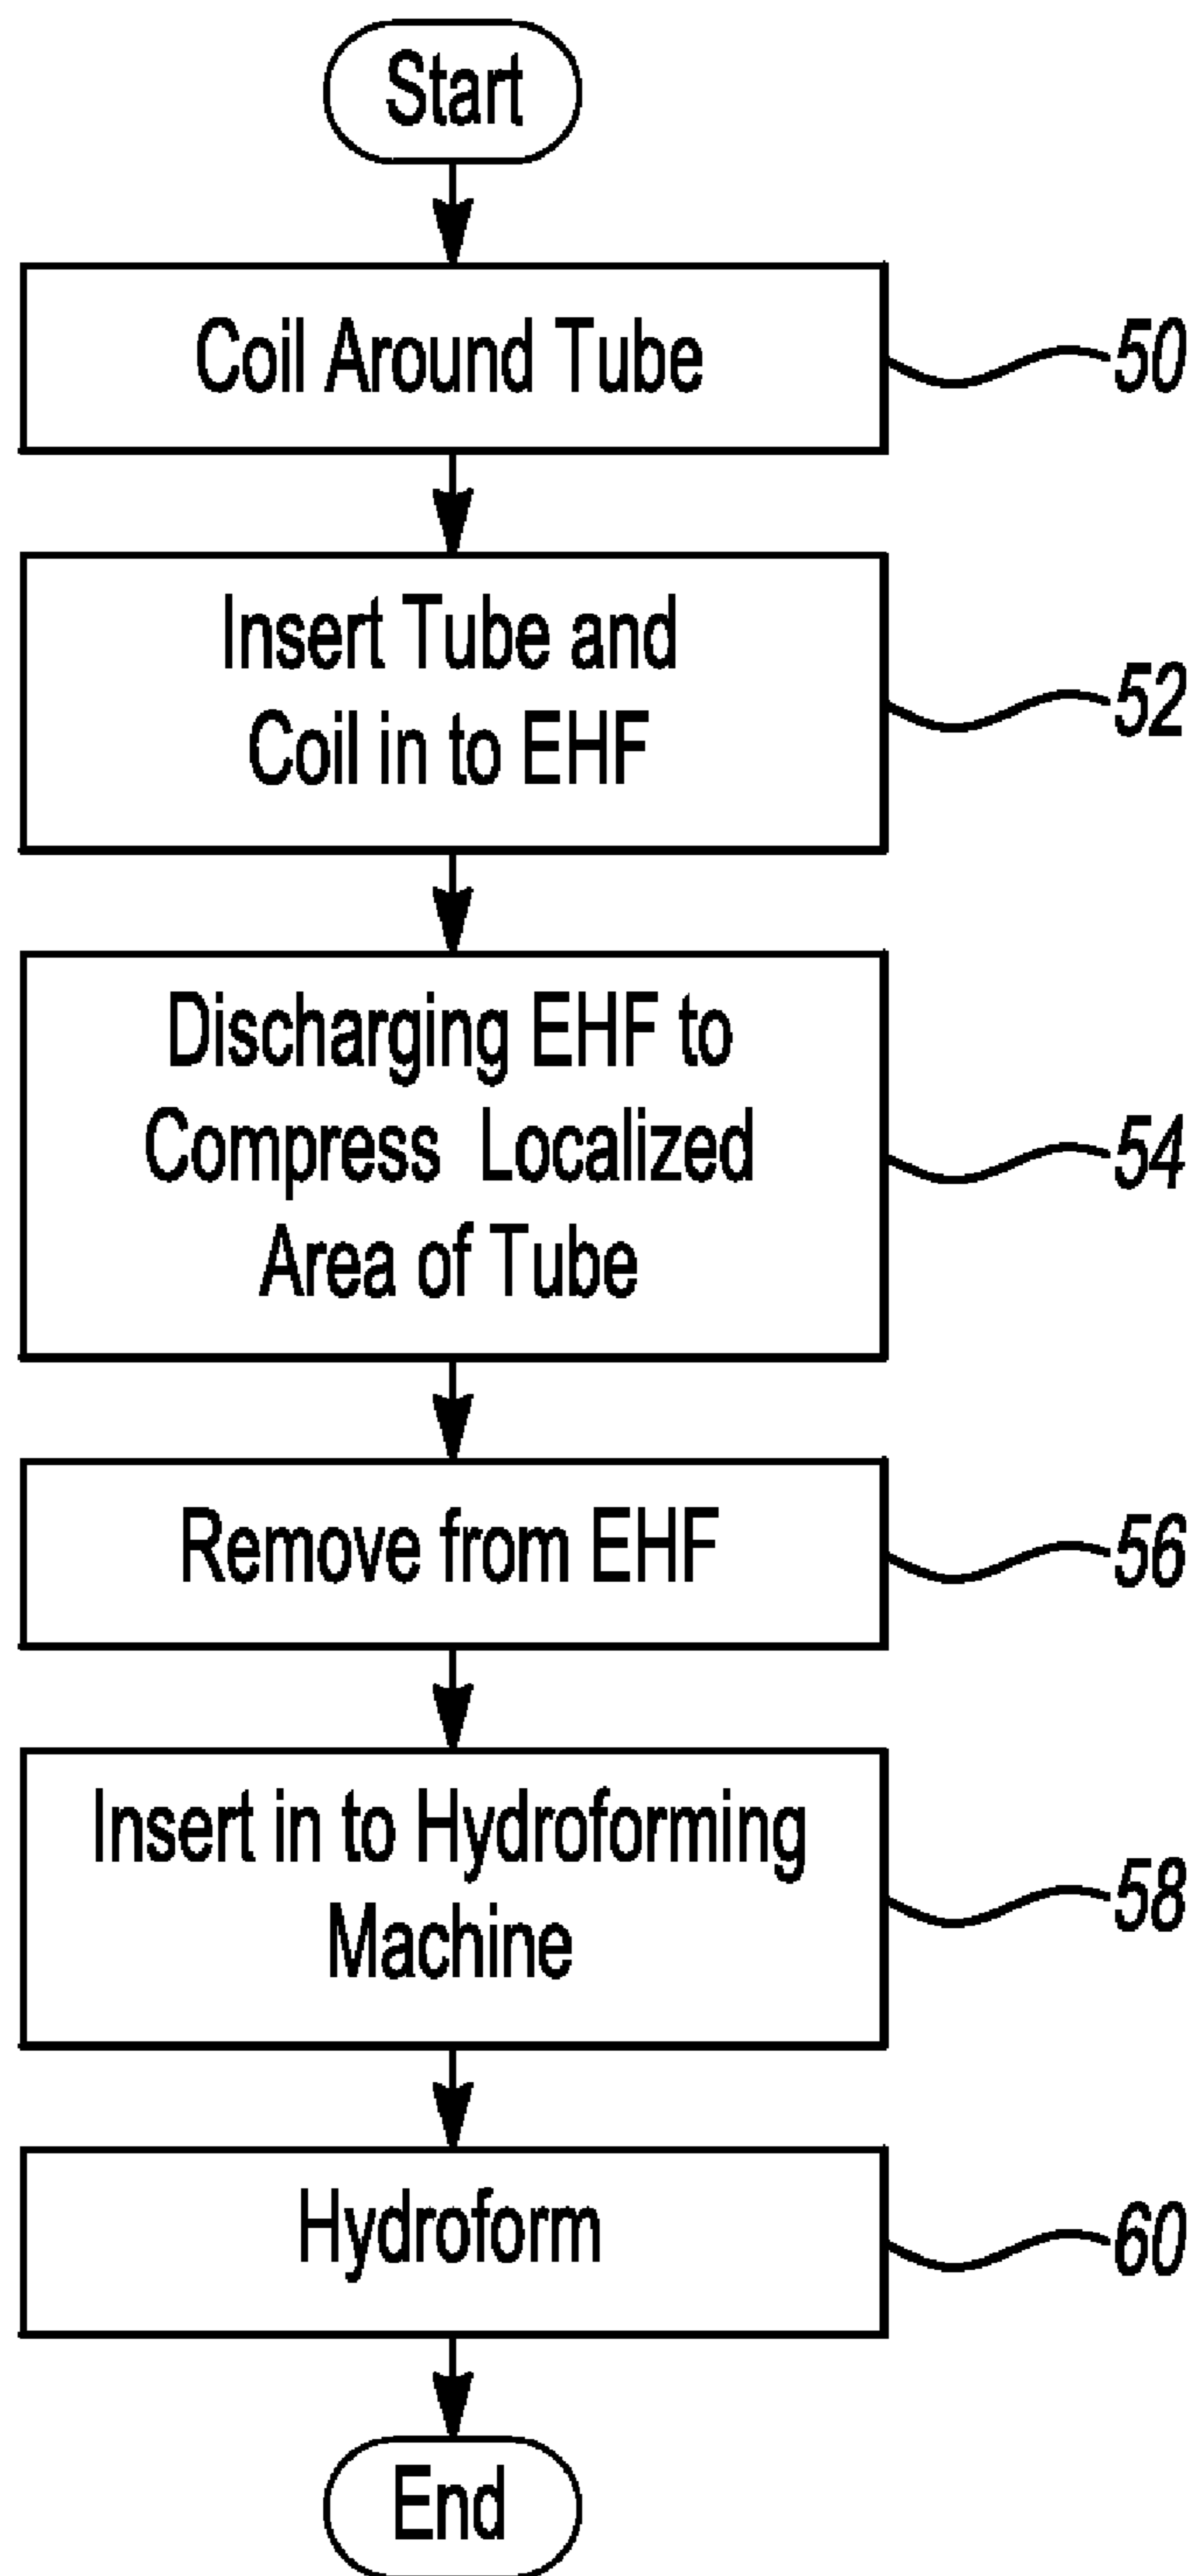 Start
Coil Around Tube
50
Insert Tube and
Coil in to EHF
52
Discharging EHF to
Compress Localized
Area of Tube
54
Remove from EHF
56
Insert in to Hydroforming
Machine
58
Hydroform
60
End